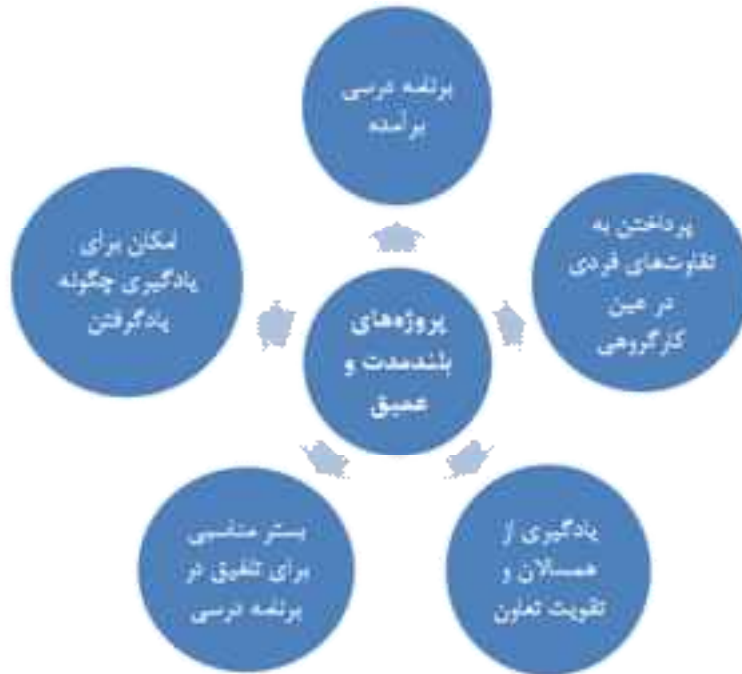 برنامه درسی
برآمده
پرداختن به
تفاوت‌های فردی
در عین
کارگروهی
امکان برای
یادگیری چگونه
یادگرفتن
پروژه‌های
بلندمدت و
عمیق
یادگیری از
همسالان و
تقویت تعاون
بستر مناسبی
برای تلفیق در
برنامه درسی